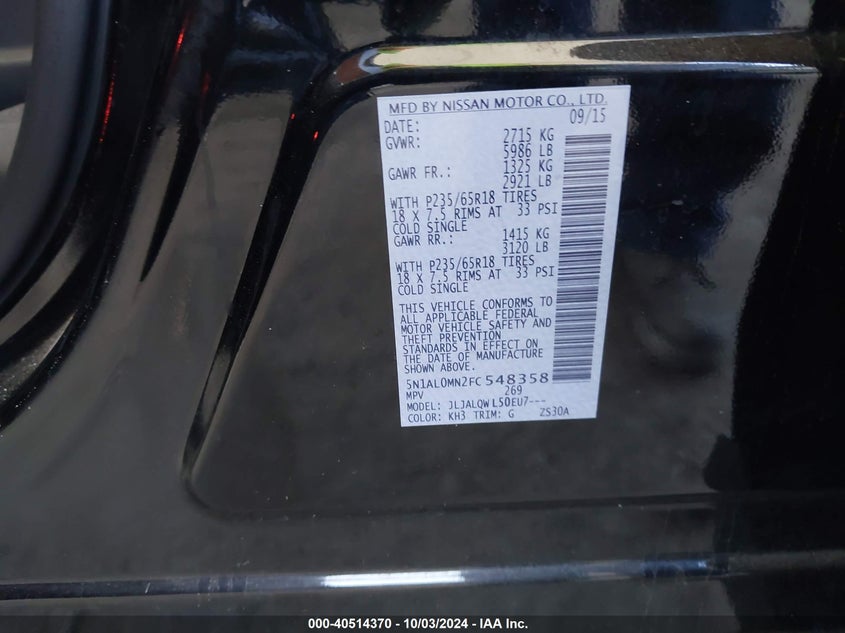 MFD BY NISSAN MOTOR CO., LTD.
DATE: 09/15
GVWR: 2715 KG
5986 LB
GAWR FR.: 1325 KG
2921 LB
WITH P235/65R18 TIRES
18 X 7.5 RIMS AT 33 PSI
COLD SINGLE
GAWR RR.: 1415 KG
3120 LB
WITH P235/65R18 TIRES
18 X 7.5 RIMS AT 33 PSI
COLD SINGLE
THIS VEHICLE CONFORMS TO
ALL APPLICABLE FEDERAL
MOTOR VEHICLE SAFETY AND
THEFT PREVENTION
STANDARDS IN EFFECT ON
THE DATE OF MANUFACTURE
SHOWN ABOVE.
5N1AL0MN2FC548358
MPV 269
MODEL: JLJALQWL50EU7---
COLOR: KH3 TRIM: G ZS30A
000-40514370 - 10/03/2024 - IAA Inc.